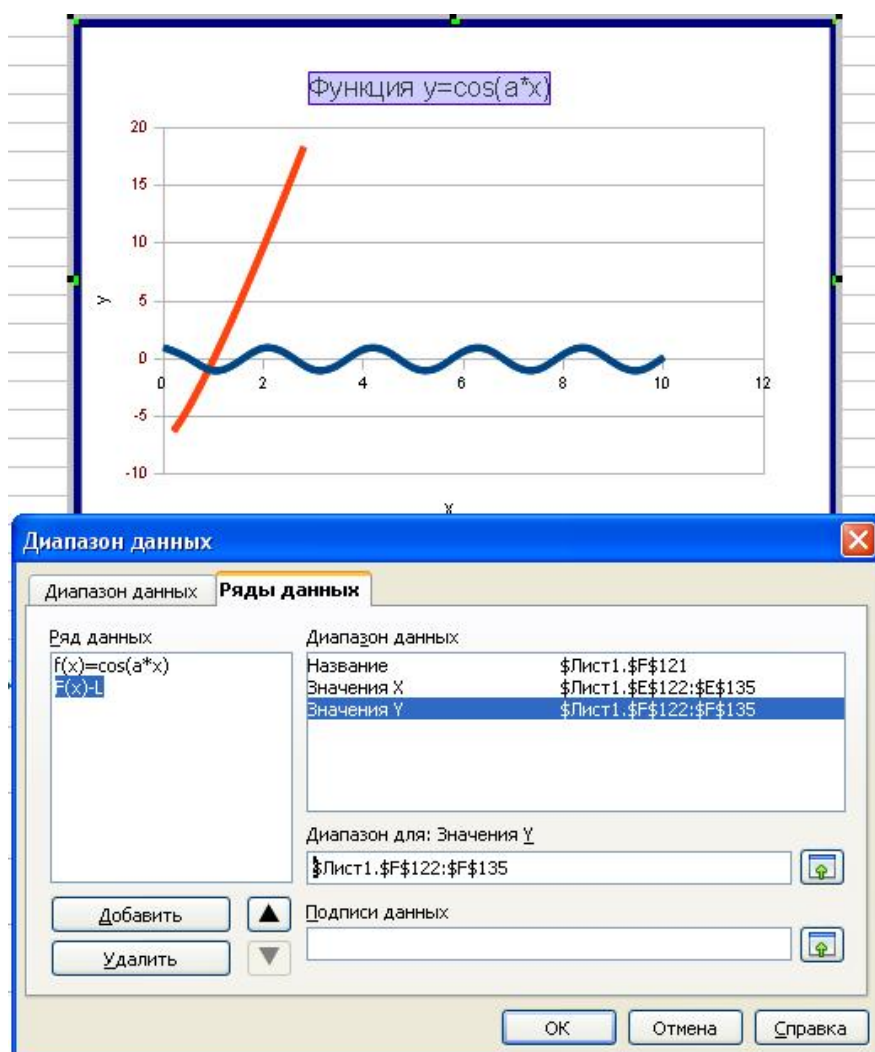 Функция y=cos(a*x)
20
15
10
5
0
-5
-10
y
0 2 4 6 8 10 12
X
Диапазон данных
Диапазон данных Ряды данных
Ряд данных
f(x)=cos(a*x)
F(x)-L
Диапазон данных
Название $Лист1.$F$121
Значения X $Лист1.$E$122:$E$135
Значения Y $Лист1.$F$122:$F$135
Диапазон для: Значения Y
$Лист1.$F$122:$F$135
Добавить
Удалить
Подписи данных
ОК Отмена Справка